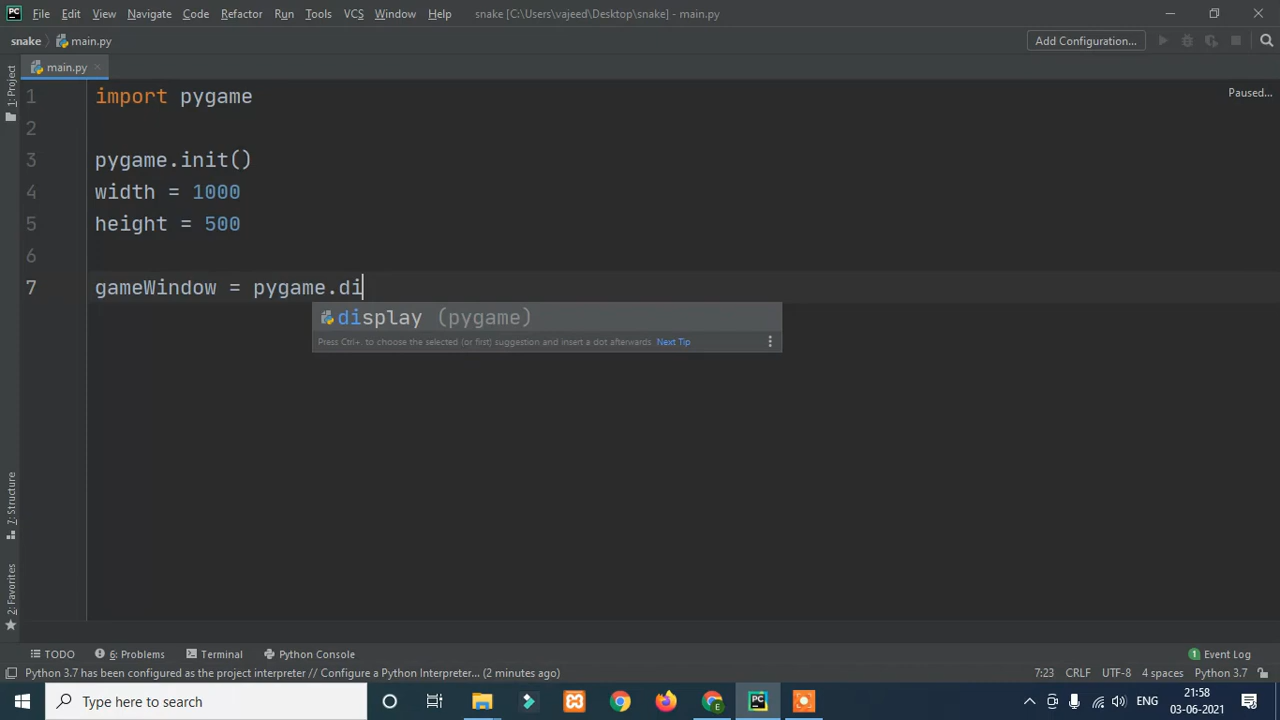 File Edit View Navigate Code Refactor Run Tools VCS Window Help snake [C:\Users\vajeed\Desktop\snake] - main.py
snake main.py Add Configuration...
main.py
1: Project
Paused...
1 import pygame
2
3 pygame.init()
4 width = 1000
5 height = 500
6
7 gameWindow = pygame.di
display (pygame)
Press Ctrl+. to choose the selected (or first) suggestion and insert a dot afterwards Next Tip
7: Structure
2: Favorites
TODO 6: Problems Terminal Python Console 1 Event Log
Python 3.7 has been configured as the project interpreter // Configure a Python Interpreter... (2 minutes ago) 7:23 CRLF UTF-8 4 spaces Python 3.7
Type here to search ENG 21:58
03-06-2021